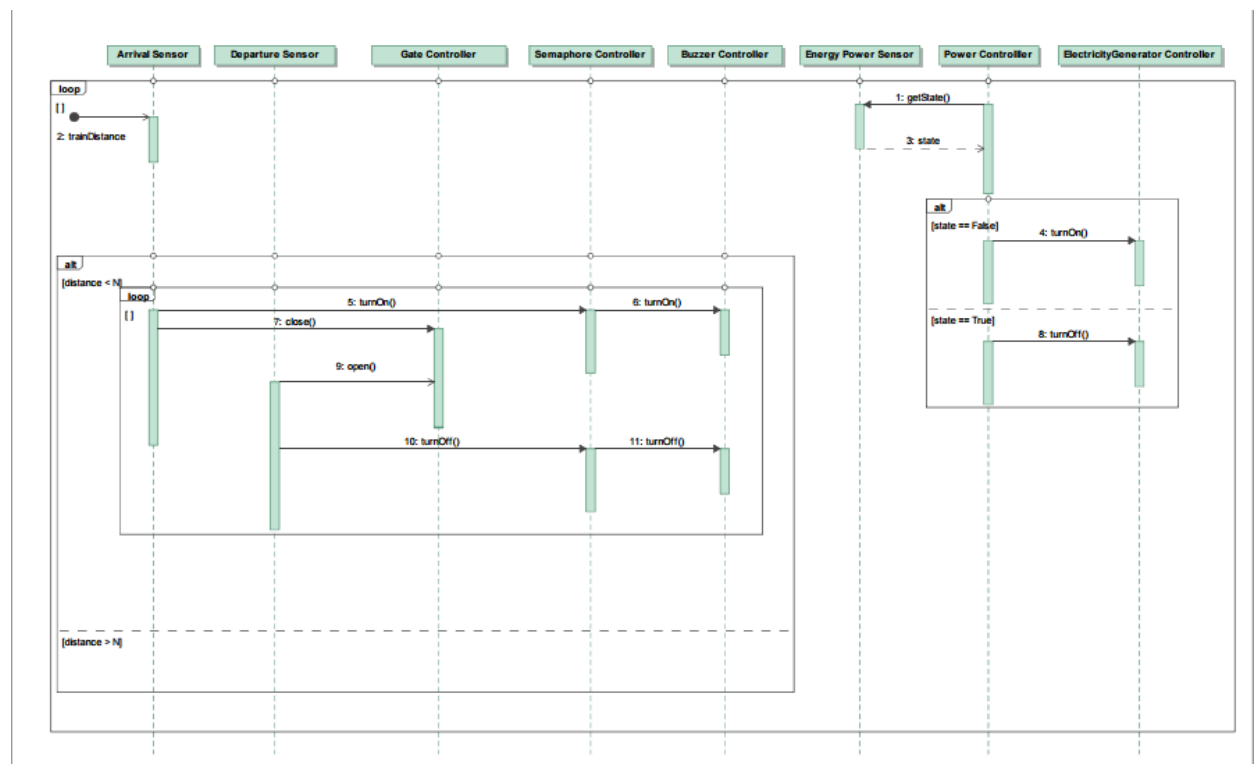 Arrival Sensor
Departure Sensor
Gate Controller
Semaphore Controller
Buzzer Controller
Energy Power Sensor
Power Controlller
ElectricityGenerator Controller
loop
[ ]
1: getState()
2: trainDistance
3: state
alt
[state == False]
4: turnOn()
alt
[distance < N]
loop
[ ]
5: turnOn()
6: turnOn()
7: close()
[state == True]
8: turnOff()
9: open()
10: turnOff()
11: turnOff()
[distance > N]